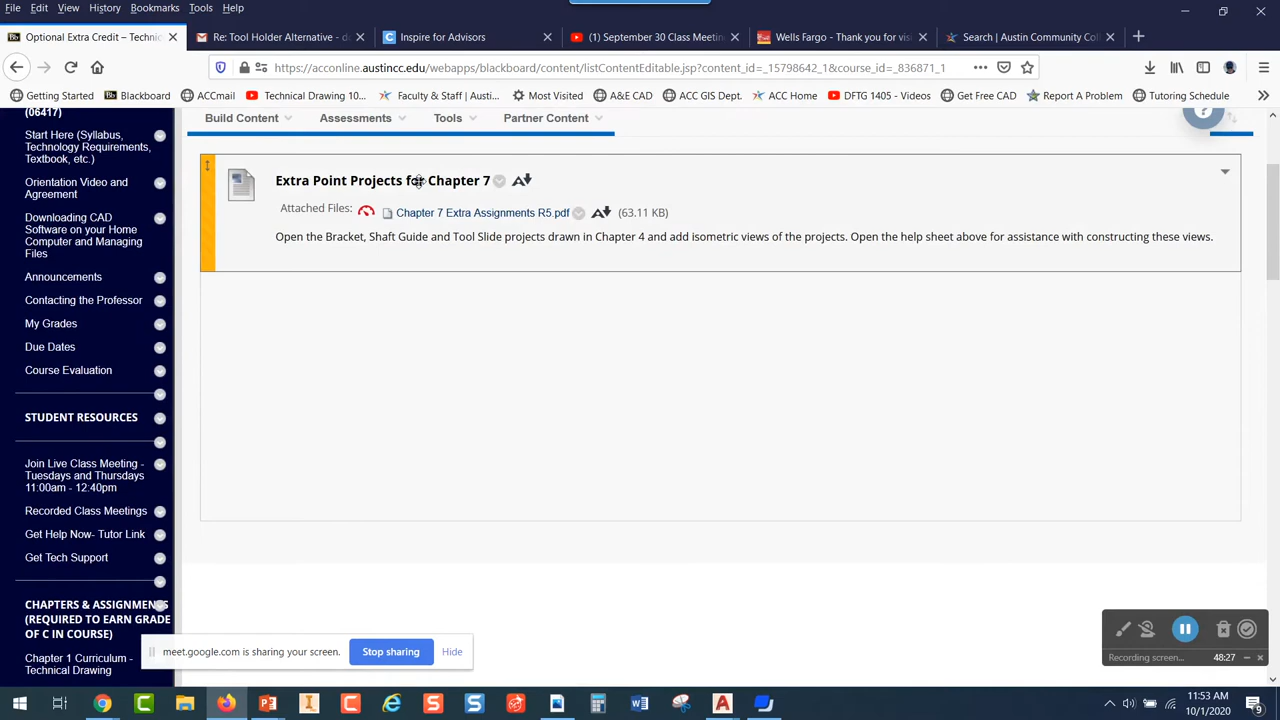 File Edit View History Bookmarks Tools Help
Optional Extra Credit – Technic
Re: Tool Holder Alternative - d
Inspire for Advisors
(1) September 30 Class Meetin
Wells Fargo - Thank you for visi
Search | Austin Community Coll
https://acconline.austincc.edu/webapps/blackboard/content/listContentEditable.jsp?content_id=_15798642_1&course_id=_836871_1
Getting Started Blackboard ACCmail Technical Drawing 10... Faculty & Staff | Austi... Most Visited A&E CAD ACC GIS Dept ACC Home DFTG 1405 - Videos Get Free CAD Report A Problem Tutoring Schedule
(06417)
Start Here (Syllabus,
Technology Requirements,
Textbook, etc.)
Orientation Video and
Agreement
Downloading CAD
Software on your Home
Computer and Managing
Files
Announcements
Contacting the Professor
My Grades
Due Dates
Course Evaluation
STUDENT RESOURCES
Join Live Class Meeting -
Tuesdays and Thursdays
11:00am - 12:40pm
Recorded Class Meetings
Get Help Now- Tutor Link
Get Tech Support
CHAPTERS & ASSIGNMENTS
(REQUIRED TO EARN GRADE
OF C IN COURSE)
Chapter 1 Curriculum -
Technical Drawing
Build Content Assessments Tools Partner Content
?
Extra Point Projects for Chapter 7
Attached Files: Chapter 7 Extra Assignments R5.pdf (63.11 KB)
Open the Bracket, Shaft Guide and Tool Slide projects drawn in Chapter 4 and add isometric views of the projects. Open the help sheet above for assistance with constructing these views.
meet.google.com is sharing your screen. Stop sharing Hide
Recording screen... 48:27
11:53 AM
10/1/2020
9